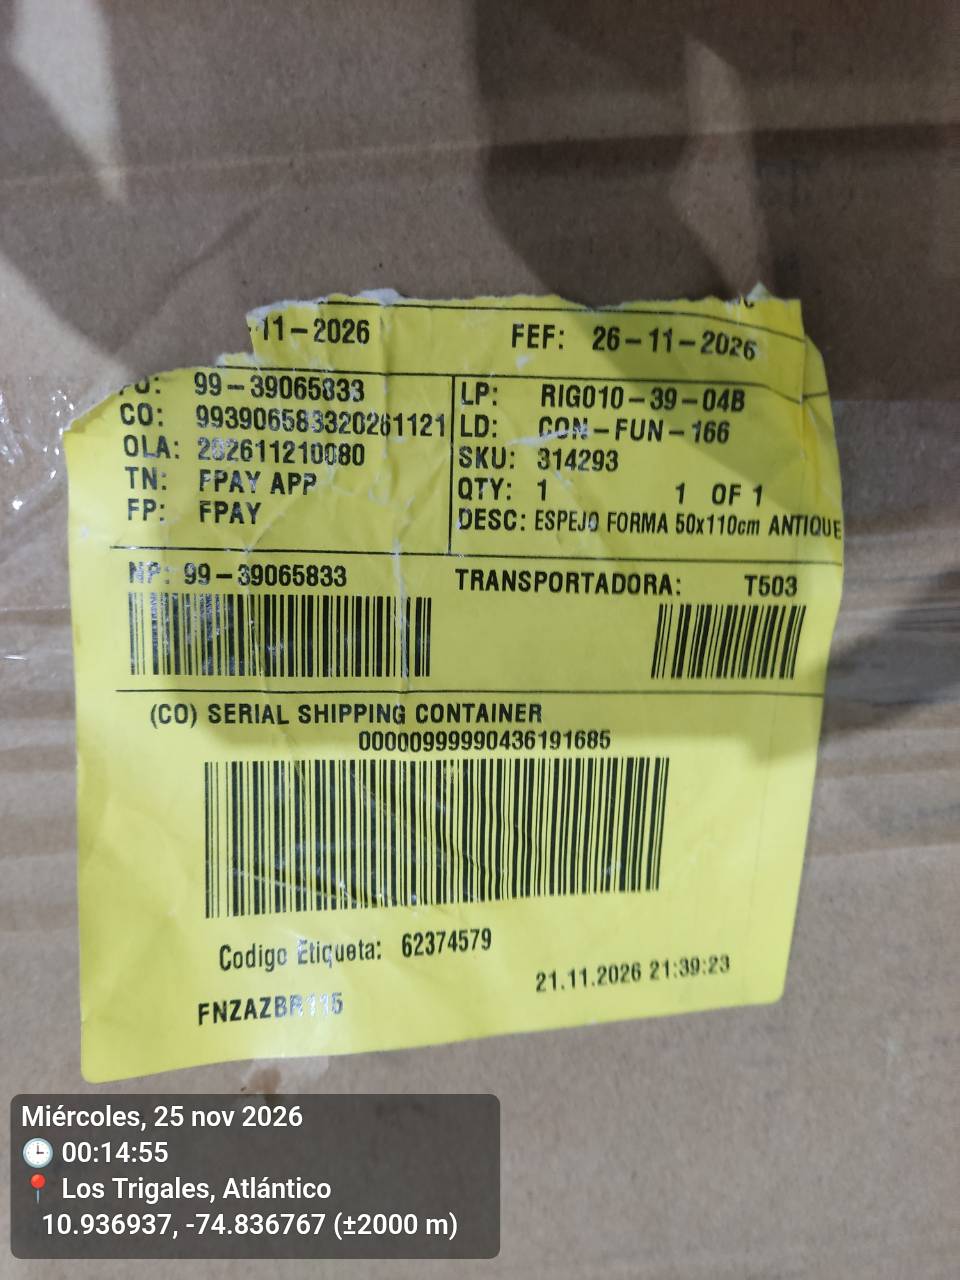 11-2026 FEF: 26-11-2026
99-39065833 LP: RIG010-39-04B
CO: 993906583320261121 LD: CON-FUN-166
OLA: 202611210080 SKU: 314293
TN: FPAY APP QTY: 1 1 OF 1
FP: FPAY DESC: ESPEJO FORMA 50x110cm ANTIQUE
NP: 99-39065833 TRANSPORTADORA: T503
(CO) SERIAL SHIPPING CONTAINER
00000999990436191685
Codigo Etiqueta: 62374579
21.11.2026 21:39:23
Miércoles, 25 nov 2026
00:14:55
Los Trigales, Atlántico
10.936937, -74.836767 (±2000 m)